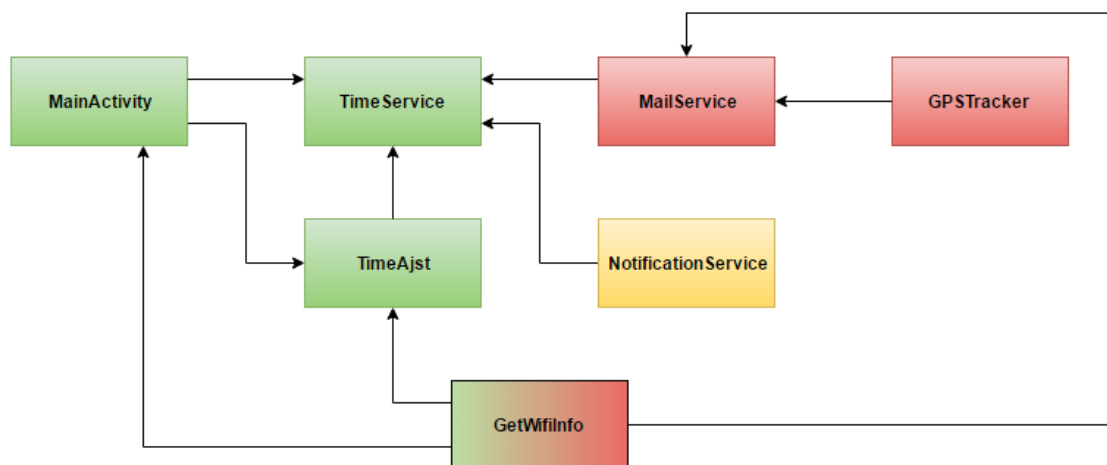 MainActivity
TimeService
MailService
GPSTracker
TimeAjst
NotificationService
GetWifiInfo